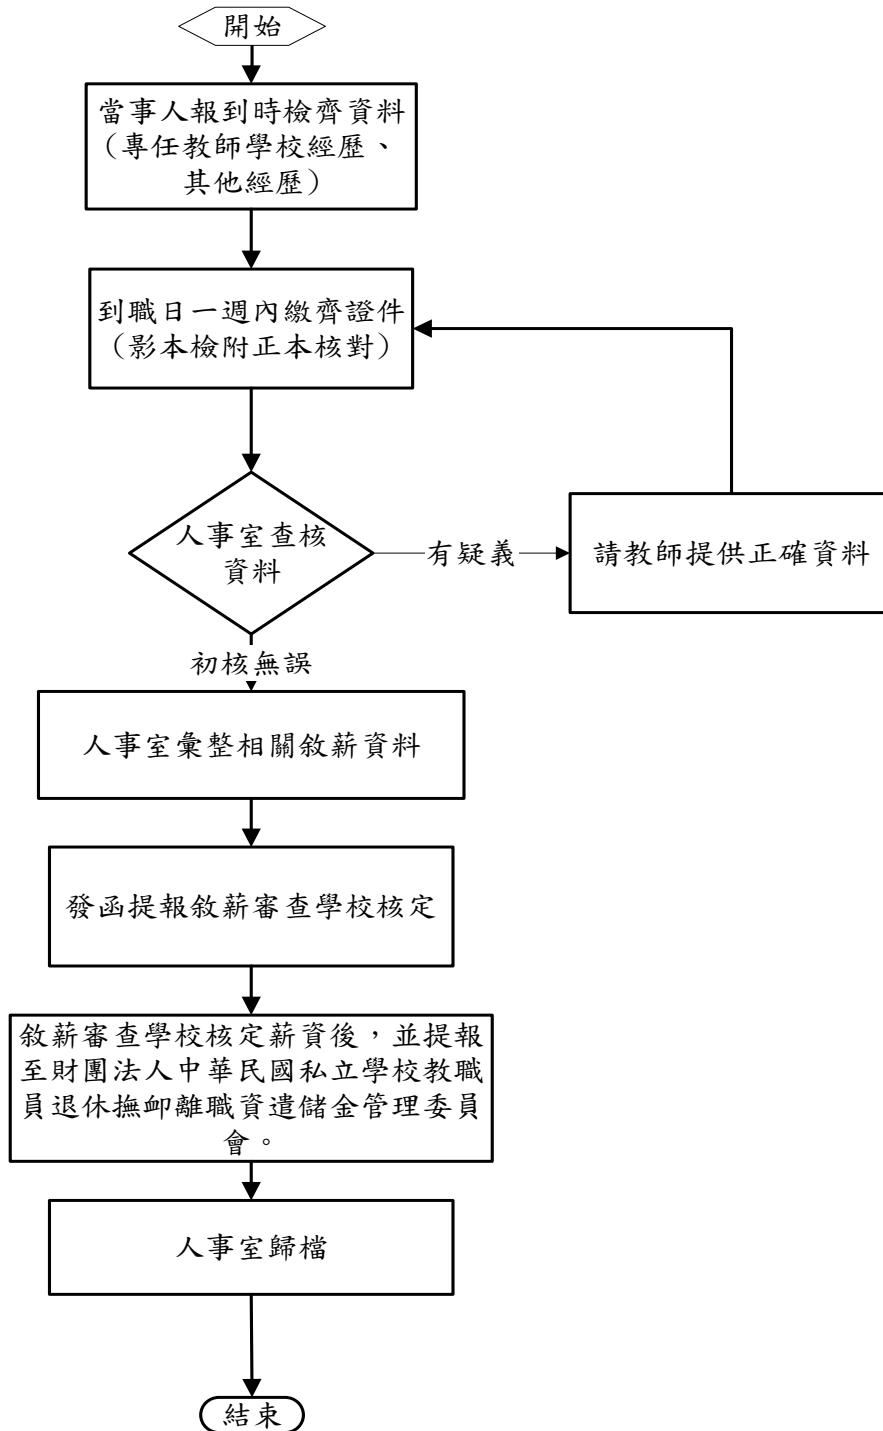 開始
當事人報到時檢齊資料
（專任教師學校經歷、
其他經歷）
到職日一週內繳齊證件
（影本檢附正本核對）
人事室查核
資料
有疑義
請教師提供正確資料
初核無誤
人事室彙整相關敘薪資料
發函提報敘薪審查學校核定
敘薪審查學校核定薪資後，並提報
至財團法人中華民國私立學校教職
員退休撫卹離職資遣儲金管理委員
會。
人事室歸檔
結束